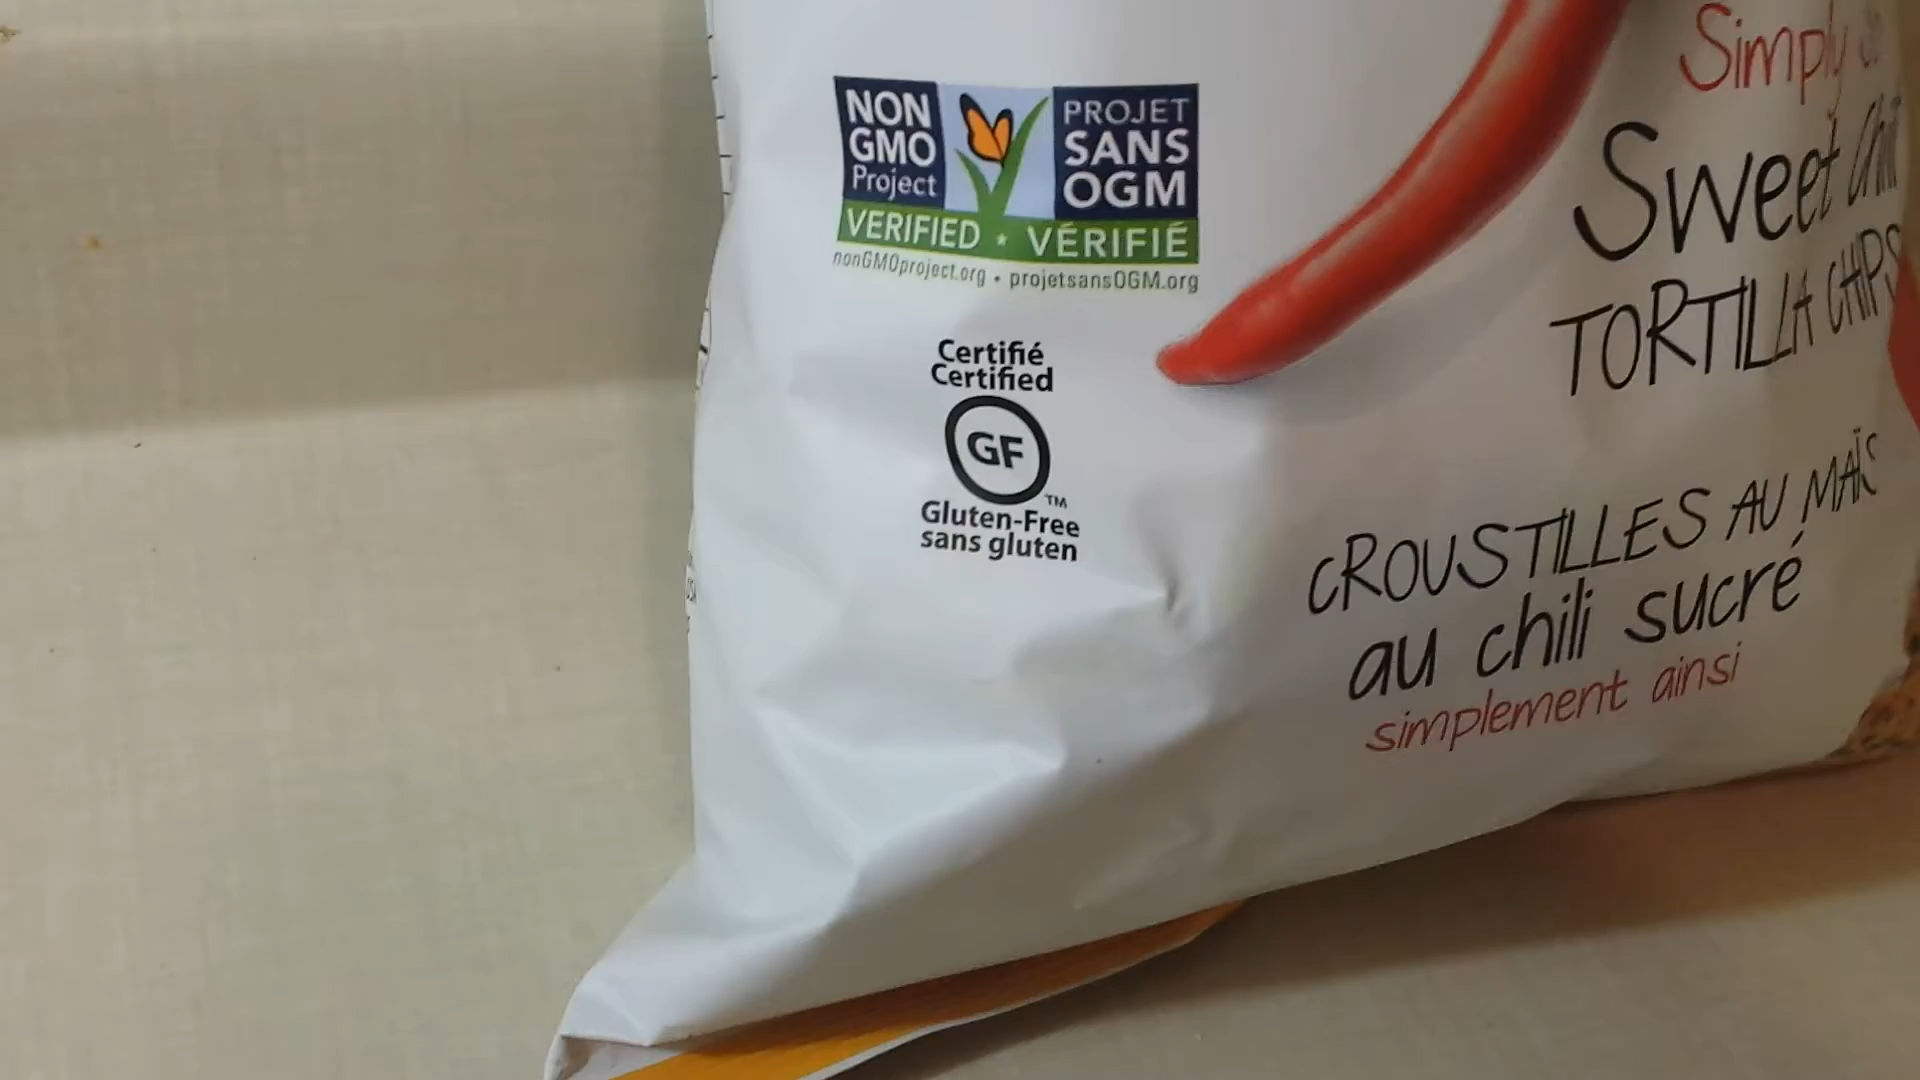 NON
GMO
Project
PROJET
SANS
OGM
VERIFIED * VÉRIFIÉ
nonGMOproject.org • projetsansOGM.org
Certifié
Certified
GF
TM
Gluten-Free
sans gluten
Simply
Sweet Chili
TORTILLA CHIPS
CROUSTILLES AU MAÏS
au chili sucré
simplement ainsi